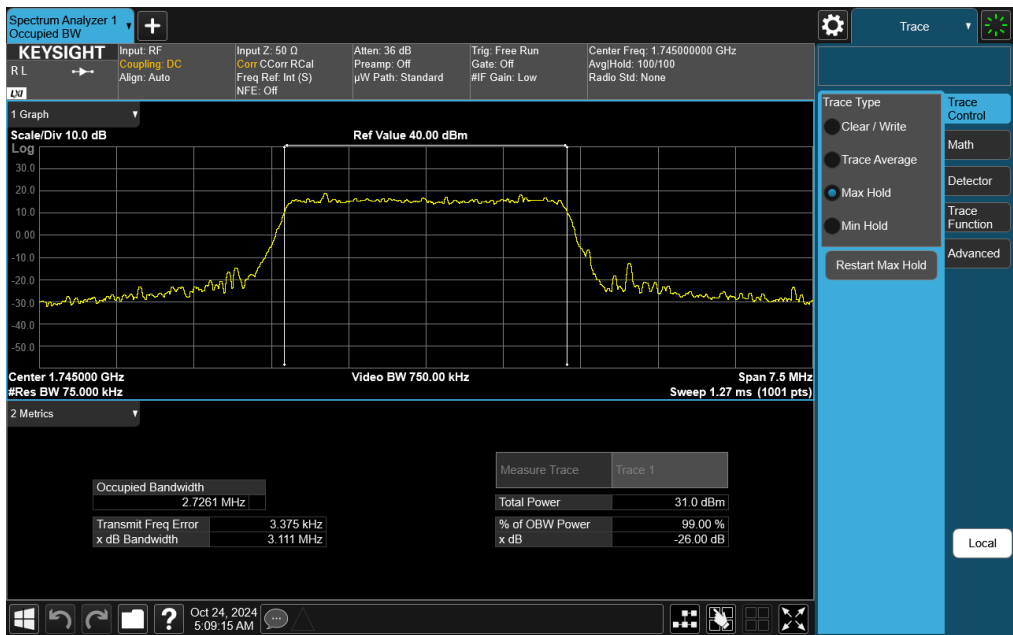 Spectrum Analyzer 1
Occupied BW
Trace
KEYSIGHT
R L
LXI
Input: RF
Coupling: DC
Align: Auto
Input Z: 50 Ω
Corr CCorr RCal
Freq Ref: Int (S)
NFE: Off
Atten: 36 dB
Preamp: Off
µW Path: Standard
Trig: Free Run
Gate: Off
#IF Gain: Low
Center Freq: 1.745000000 GHz
Avg|Hold: 100/100
Radio Std: None
1 Graph
Scale/Div 10.0 dB
Ref Value 40.00 dBm
Log
30.0
20.0
10.0
0.00
-10.0
-20.0
-30.0
-40.0
-50.0
Center 1.745000 GHz
Video BW 750.00 kHz
Span 7.5 MHz
#Res BW 75.000 kHz
Sweep 1.27 ms (1001 pts)
2 Metrics
Measure Trace
Trace 1
Occupied Bandwidth
2.7261 MHz
Total Power
31.0 dBm
Transmit Freq Error
3.375 kHz
% of OBW Power
99.00 %
x dB Bandwidth
3.111 MHz
x dB
-26.00 dB
Trace Type
Clear / Write
Trace Average
Max Hold
Min Hold
Restart Max Hold
Trace
Control
Math
Detector
Trace
Function
Advanced
Local
?
Oct 24, 2024
5:09:15 AM